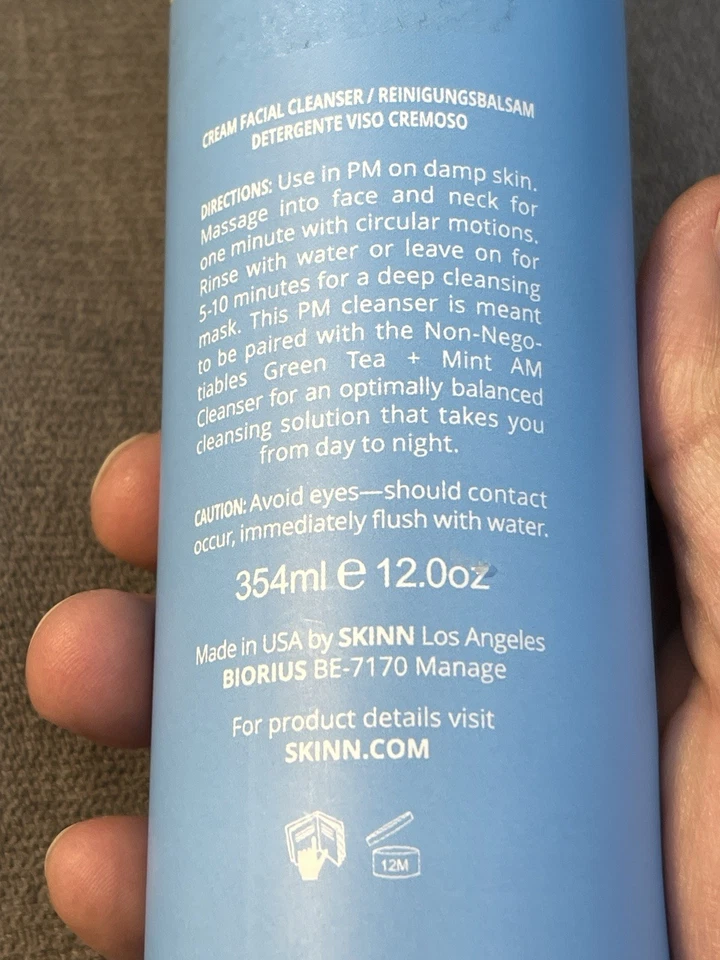 CREAM FACIAL CLEANSER / REINIGUNGSBALSAM
DETERGENTE VISO CREMOSO
DIRECTIONS: Use in PM on damp skin.
Massage into face and neck for
one minute with circular motions.
Rinse with water or leave on for
5-10 minutes for a deep cleansing
mask. This PM cleanser is meant
to be paired with the Non-Nego-
tiables Green Tea + Mint AM
Cleanser for an optimally balanced
cleansing solution that takes you
from day to night.
CAUTION: Avoid eyes—should contact
occur, immediately flush with water.
354ml e 12.0oz
Made in USA by SKINN Los Angeles
BIORIUS BE-7170 Manage
For product details visit
SKINN.COM
12M